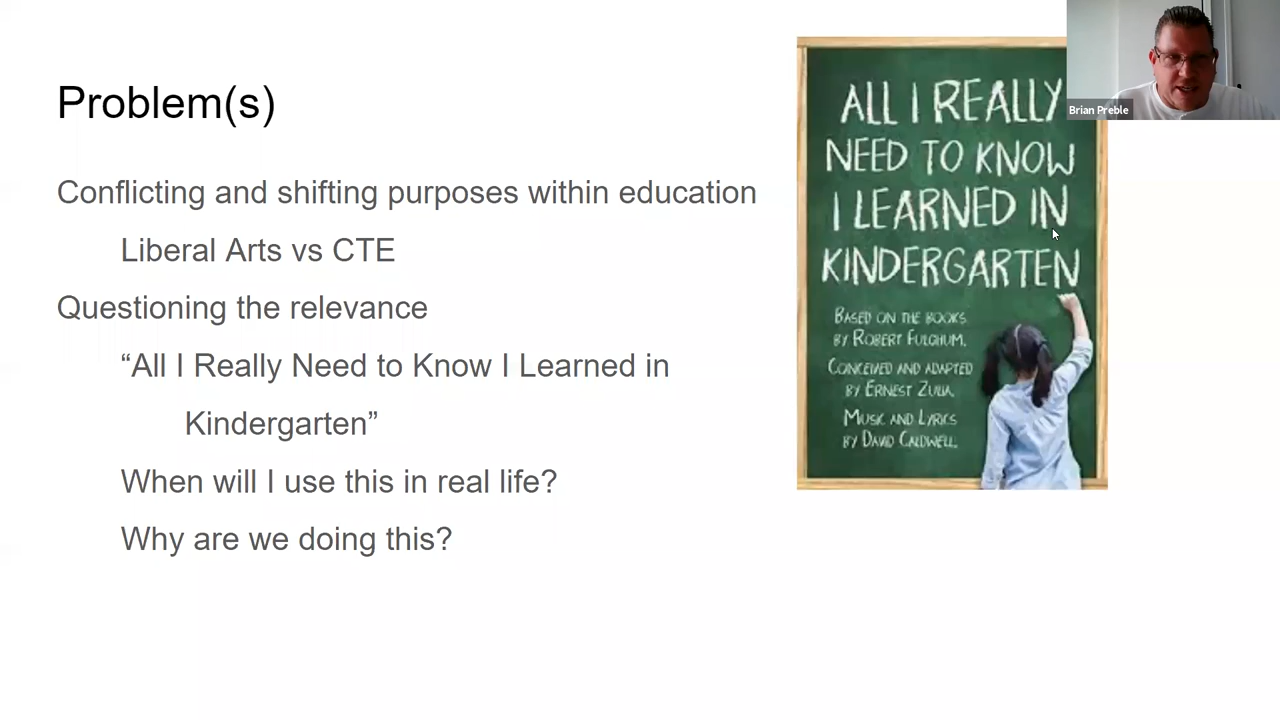 Problem(s)
Conflicting and shifting purposes within education
Liberal Arts vs CTE
Questioning the relevance
“All I Really Need to Know I Learned in
Kindergarten”
When will I use this in real life?
Why are we doing this?
ALL I REALLY
NEED TO KNOW
I LEARNED IN
KINDERGARTEN
BASED ON THE BOOKS
BY ROBERT FULGHUM.
CONCEIVED AND ADAPTED
BY ERNEST ZULIA.
MUSIC AND LYRICS
BY DAVID CALDWELL.
Brian Preble